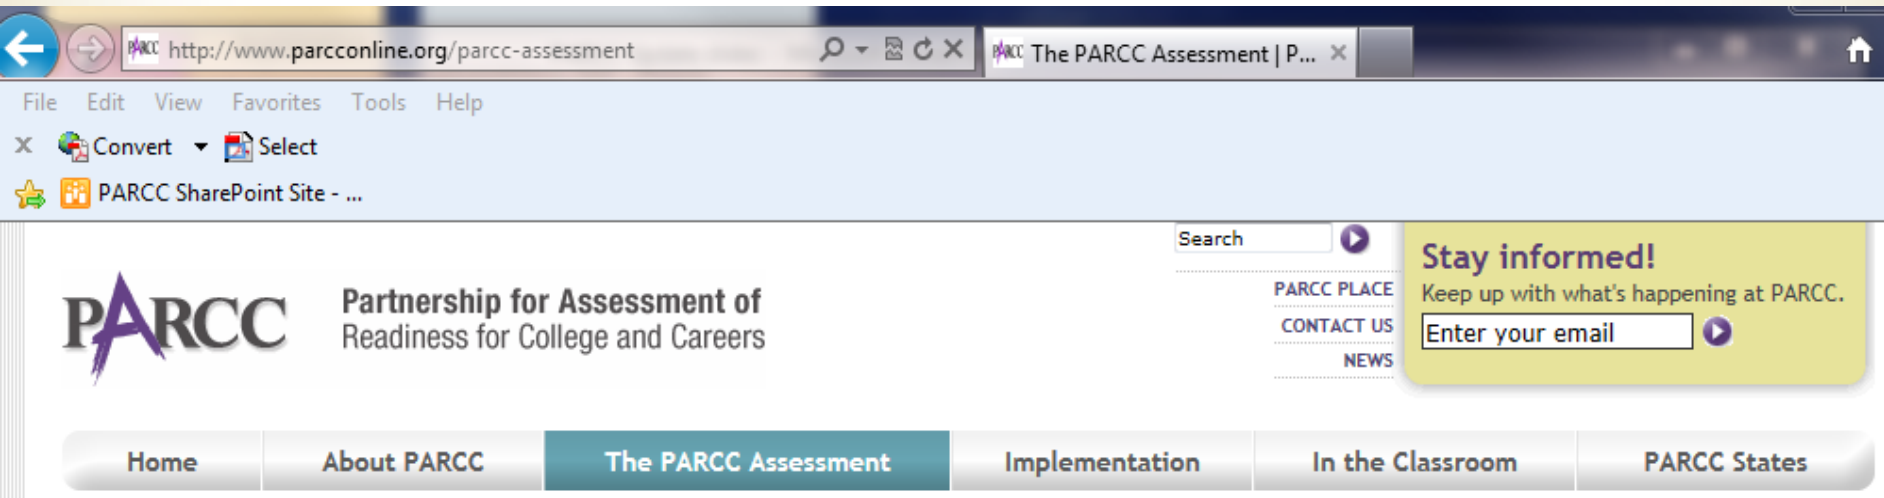 http://www.parcconline.org/parcc-assessment
PARCC The PARCC Assessment | P...
File Edit View Favorites Tools Help
Convert Select
PARCC SharePoint Site - ...
Search
Stay informed!
Keep up with what's happening at PARCC.
Enter your email
PARCC PLACE
CONTACT US
NEWS
PARCC
Partnership for Assessment of
Readiness for College and Careers
Home About PARCC The PARCC Assessment Implementation In the Classroom PARCC States